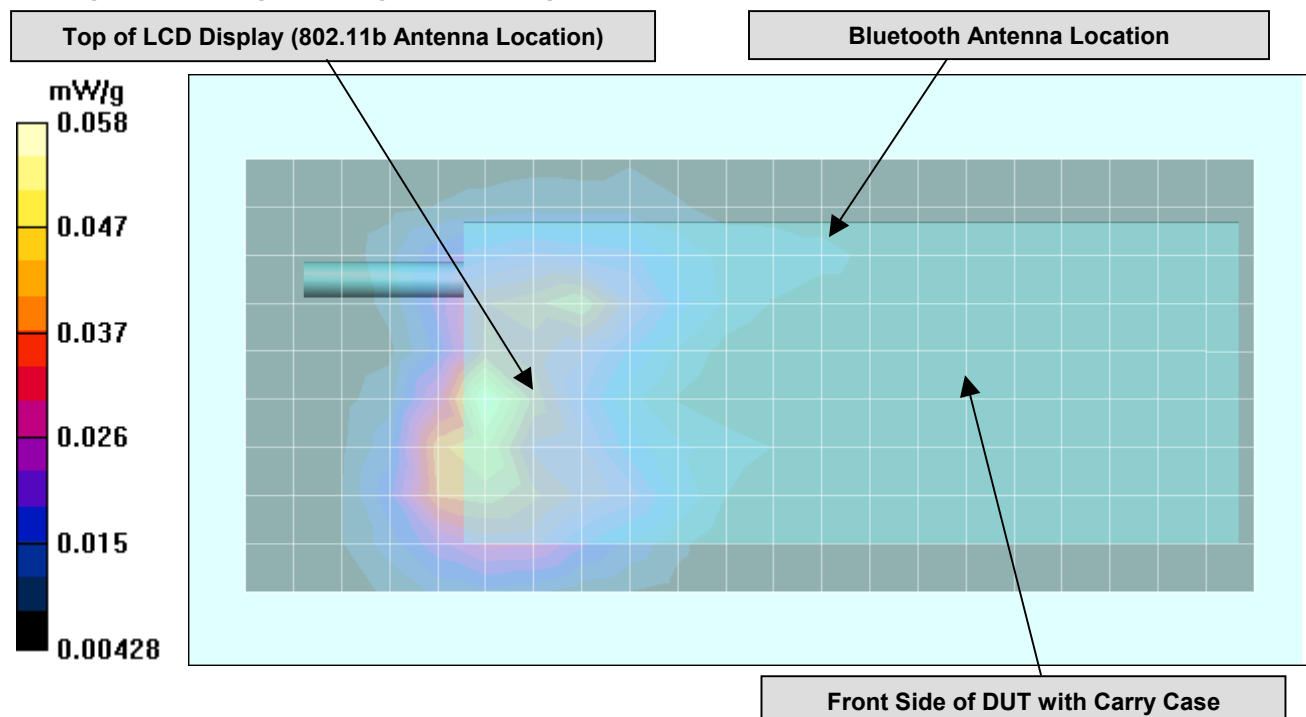 Top of LCD Display (802.11b Antenna Location)
Bluetooth Antenna Location
mW/g
0.058
0.047
0.037
0.026
0.015
0.00428
Front Side of DUT with Carry Case